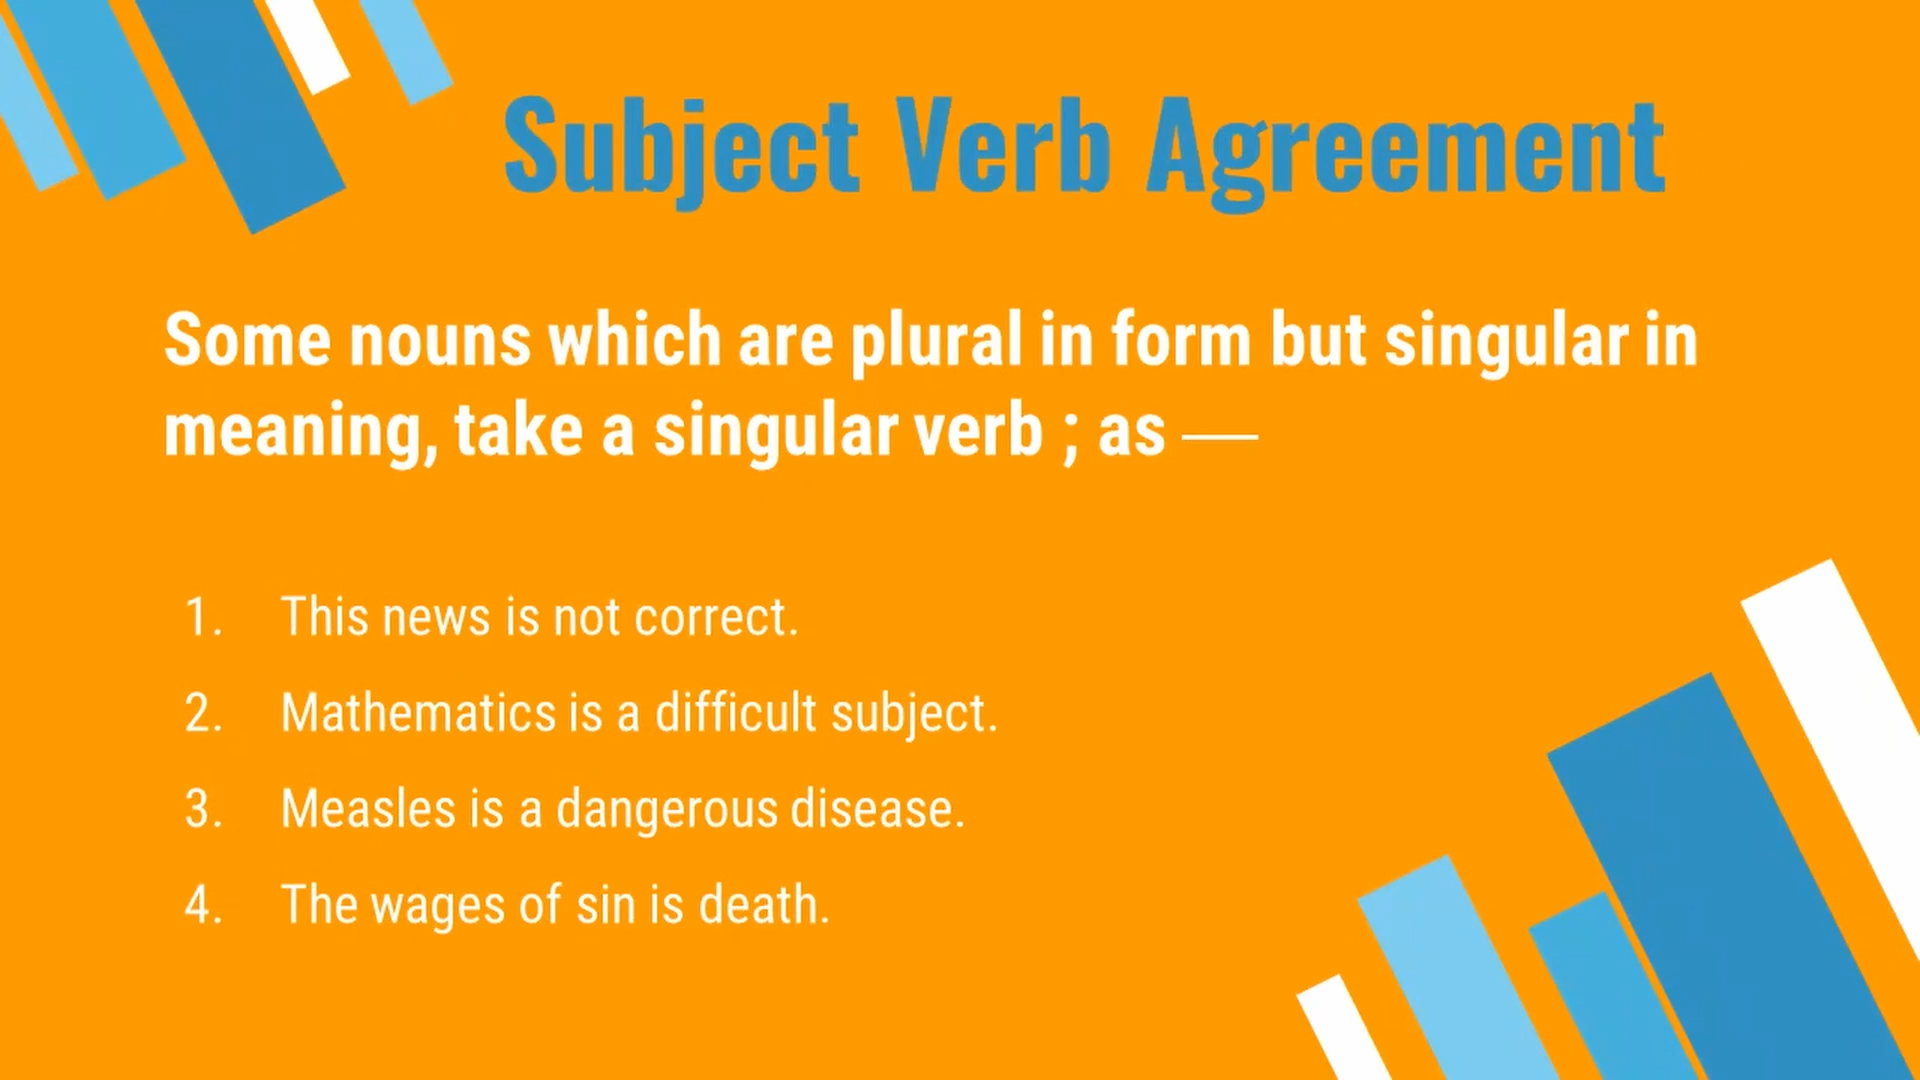 Subject Verb Agreement
Some nouns which are plural in form but singular in
meaning, take a singular verb ; as —
1. This news is not correct.
2. Mathematics is a difficult subject.
3. Measles is a dangerous disease.
4. The wages of sin is death.